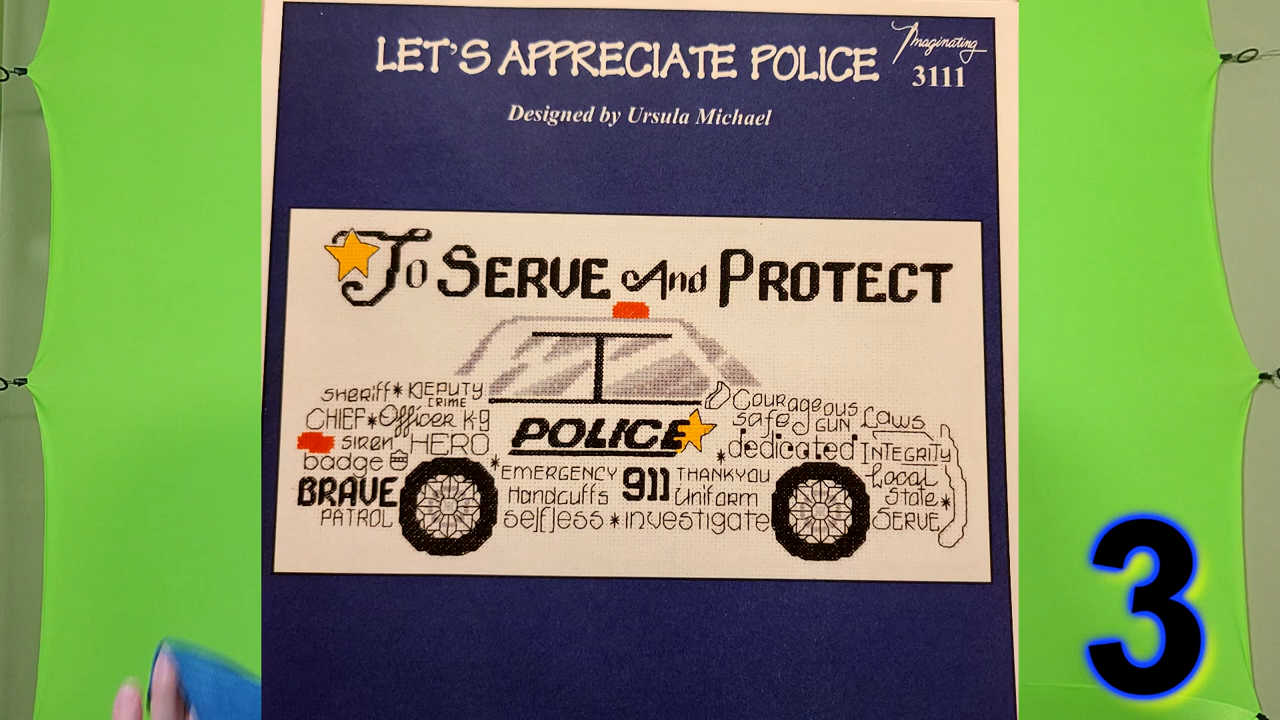 LET'S APPRECIATE POLICE
Imaginating
3111
Designed by Ursula Michael
To SERVE And PROTECT
sheriff * DEPUTY
CRIME
CHIEF * Officer K-9
siren HERO
badge
BRAVE
PATROL
POLICE
EMERGENCY 911 THANKYOU
Handcuffs Uniform
selfless * investigate
Courageous
safe GUN Laws
dedicated INTEGRITY
Local
State
SERVE
3